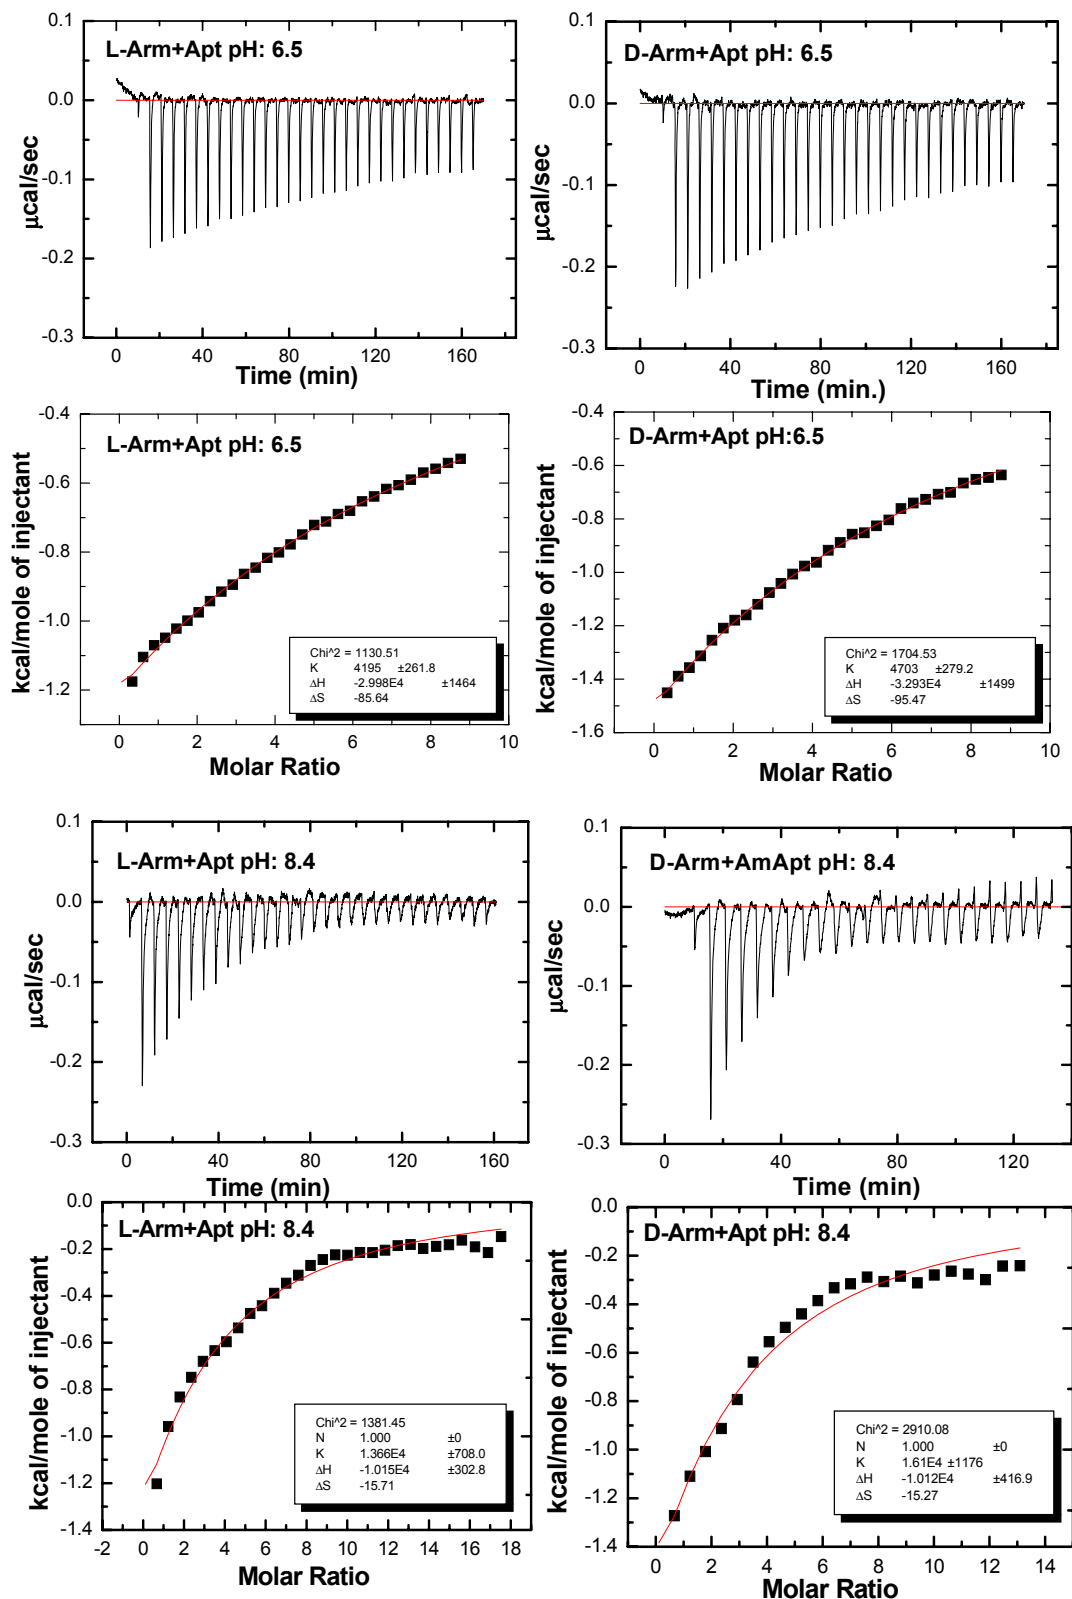 L-Arm+Apt pH: 6.5
0.1
0.0
-0.1
-0.2
-0.3
µcal/sec
0 40 80 120 160
Time (min)
D-Arm+Apt pH: 6.5
0.1
0.0
-0.1
-0.2
-0.3
µcal/sec
0 40 80 120 160
Time (min.)
L-Arm+Apt pH: 6.5
-0.4
-0.6
-0.8
-1.0
-1.2
kcal/mole of injectant
Chi^2 = 1130.51
K 4195 ±261.8
ΔH -2.998E4 ±1464
ΔS -85.64
0 2 4 6 8 10
Molar Ratio
D-Arm+Apt pH:6.5
-0.4
-0.6
-0.8
-1.0
-1.2
-1.4
-1.6
kcal/mole of injectant
Chi^2 = 1704.53
K 4703 ±279.2
ΔH -3.293E4 ±1499
ΔS -95.47
0 2 4 6 8 10
Molar Ratio
L-Arm+Apt pH: 8.4
0.1
0.0
-0.1
-0.2
-0.3
µcal/sec
0 40 80 120 160
Time (min)
D-Arm+AmApt pH: 8.4
0.1
0.0
-0.1
-0.2
-0.3
µcal/sec
0 40 80 120
Time (min)
L-Arm+Apt pH: 8.4
0.0
-0.2
-0.4
-0.6
-0.8
-1.0
-1.2
-1.4
kcal/mole of injectant
Chi^2 = 1381.45
N 1.000 ±0
K 1.366E4 ±708.0
ΔH -1.015E4 ±302.8
ΔS -15.71
-2 0 2 4 6 8 10 12 14 16 18
Molar Ratio
D-Arm+Apt pH: 8.4
0.0
-0.2
-0.4
-0.6
-0.8
-1.0
-1.2
-1.4
kcal/mole of injectant
Chi^2 = 2910.08
N 1.000 ±0
K 1.61E4 ±1176
ΔH -1.012E4 ±416.9
ΔS -15.27
0 2 4 6 8 10 12 14
Molar Ratio